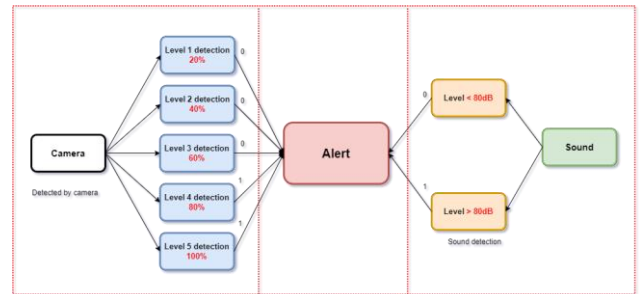 Level 1 detection
20%
0
Level 2 detection
40%
0
Level 3 detection
60%
0
Level 4 detection
80%
1
Level 5 detection
100%
1
Camera
Detected by camera
Alert
0
Level < 80dB
1
Level > 80dB
Sound
Sound detection